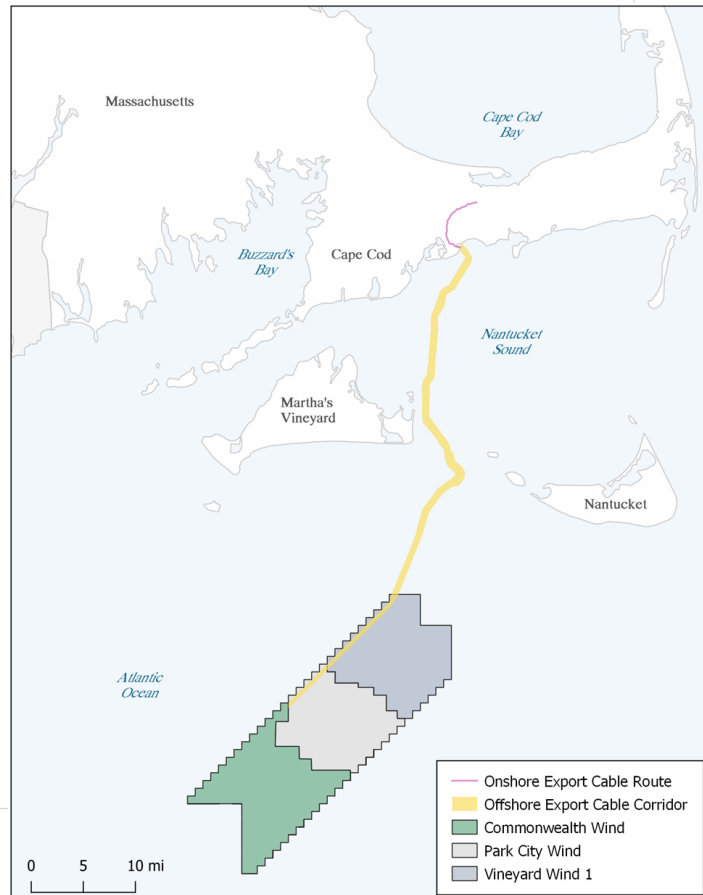 Massachusetts
Cape Cod
Bay
Buzzard's
Bay
Cape Cod
Nantucket
Sound
Martha's
Vineyard
Nantucket
Atlantic
Ocean
Onshore Export Cable Route
Offshore Export Cable Corridor
Commonwealth Wind
Park City Wind
Vineyard Wind 1
0 5 10 mi